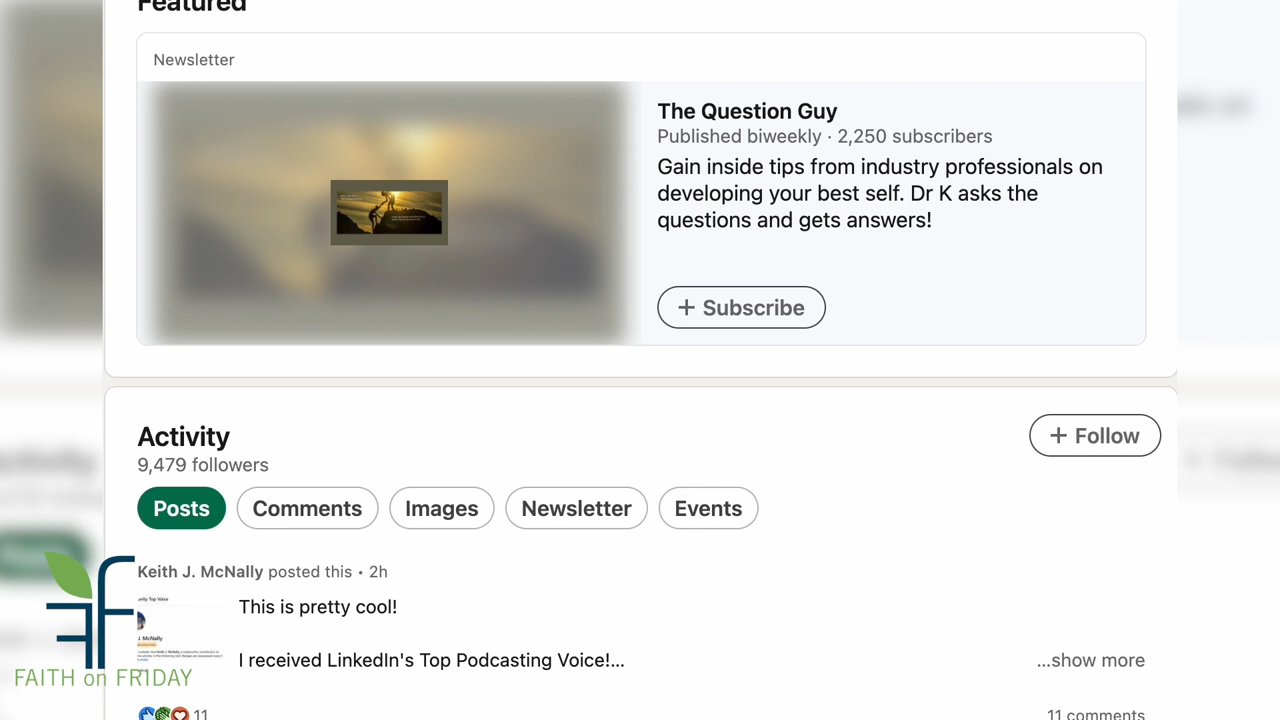 Featured
Newsletter
The Question Guy
Published biweekly · 2,250 subscribers
Gain inside tips from industry professionals on
developing your best self. Dr K asks the
questions and gets answers!
+ Subscribe
Activity
+ Follow
9,479 followers
Posts
Comments
Images
Newsletter
Events
Keith J. McNally posted this • 2h
This is pretty cool!
I received LinkedIn's Top Podcasting Voice!...
...show more
11
11 comments
FAITH on FRIDAY